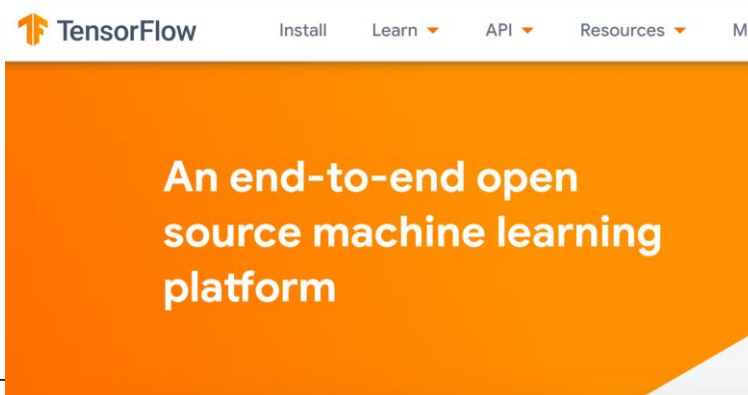 TensorFlow Install Learn API Resources M
An end-to-end open
source machine learning
platform